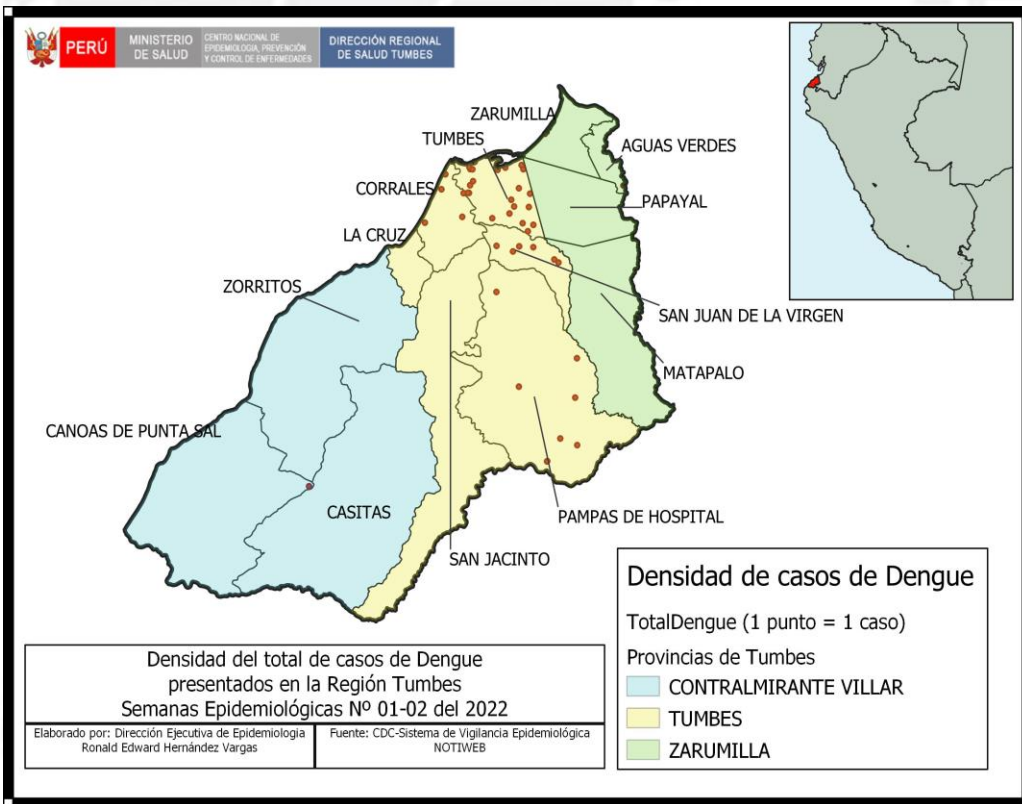 PERÚ
MINISTERIO
DE SALUD
CENTRO NACIONAL DE
EPIDEMIOLOGIA, PREVENCIÓN
Y CONTROL DE ENFERMEDADES
DIRECCIÓN REGIONAL
DE SALUD TUMBES
ZARUMILLA
TUMBES
AGUAS VERDES
CORRALES
PAPAYAL
LA CRUZ
ZORRITOS
SAN JUAN DE LA VIRGEN
MATAPALO
CANOAS DE PUNTA SAL
CASITAS
PAMPAS DE HOSPITAL
SAN JACINTO
Densidad de casos de Dengue
TotalDengue (1 punto = 1 caso)
Provincias de Tumbes
CONTRALMIRANTE VILLAR
TUMBES
ZARUMILLA
Densidad del total de casos de Dengue
presentados en la Región Tumbes
Semanas Epidemiológicas Nº 01-02 del 2022
Elaborado por: Dirección Ejecutiva de Epidemiologia
Ronald Edward Hernández Vargas
Fuente: CDC-Sistema de Vigilancia Epidemiológica
NOTIWEB